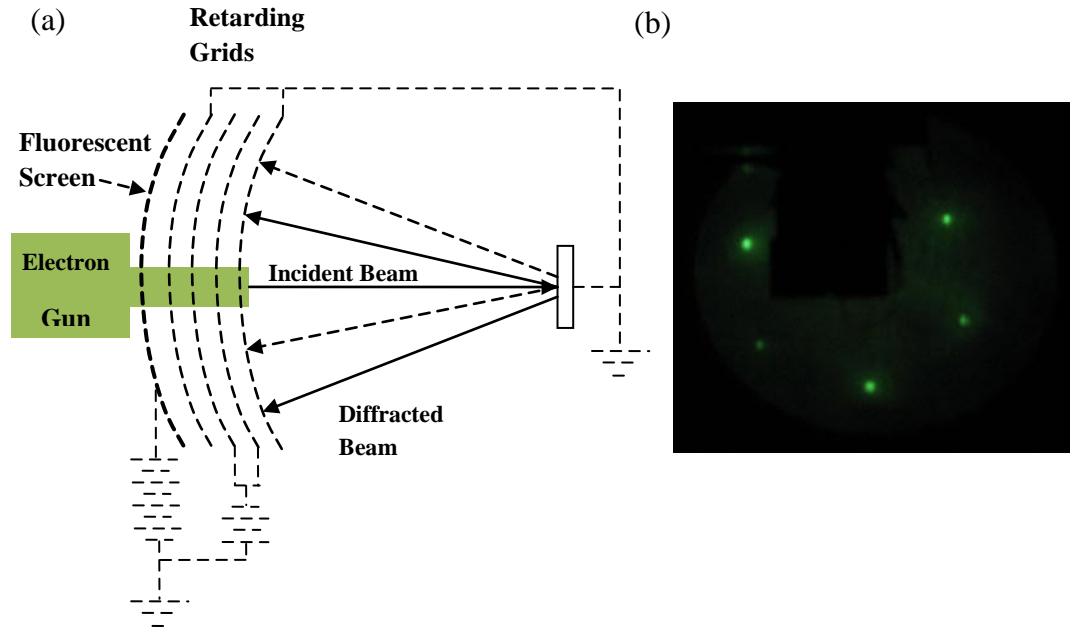 (a)
Retarding
Grids
(b)
Fluorescent
Screen
Electron
Gun
Incident Beam
Diffracted
Beam